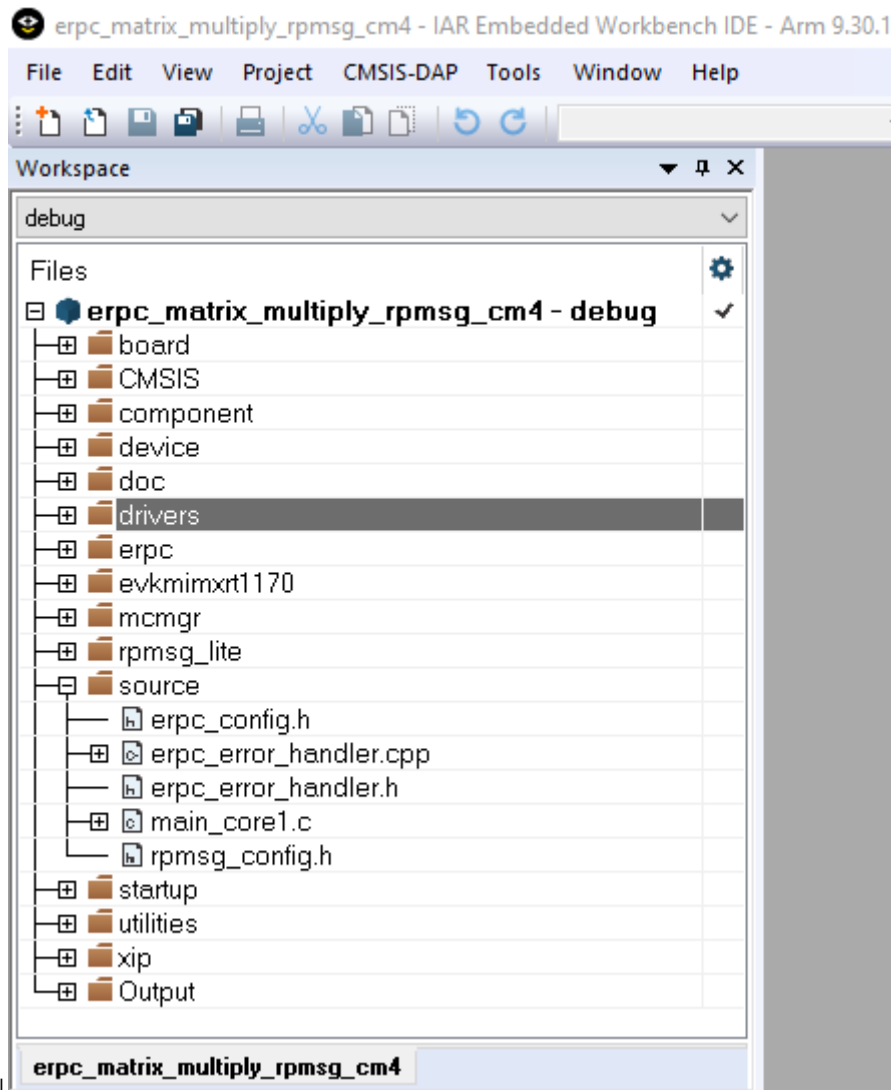 erpc_matrix_multiply_rpmsg_cm4 - IAR Embedded Workbench IDE - Arm 9.30.1
File Edit View Project CMSIS-DAP Tools Window Help
Workspace
debug
Files
erpc_matrix_multiply_rpmsg_cm4 - debug
board
CMSIS
component
device
doc
drivers
erpc
evkmimxrt1170
mcmgr
rpmsg_lite
source
erpc_config.h
erpc_error_handler.cpp
erpc_error_handler.h
main_core1.c
rpmsg_config.h
startup
utilities
xip
Output
erpc_matrix_multiply_rpmsg_cm4